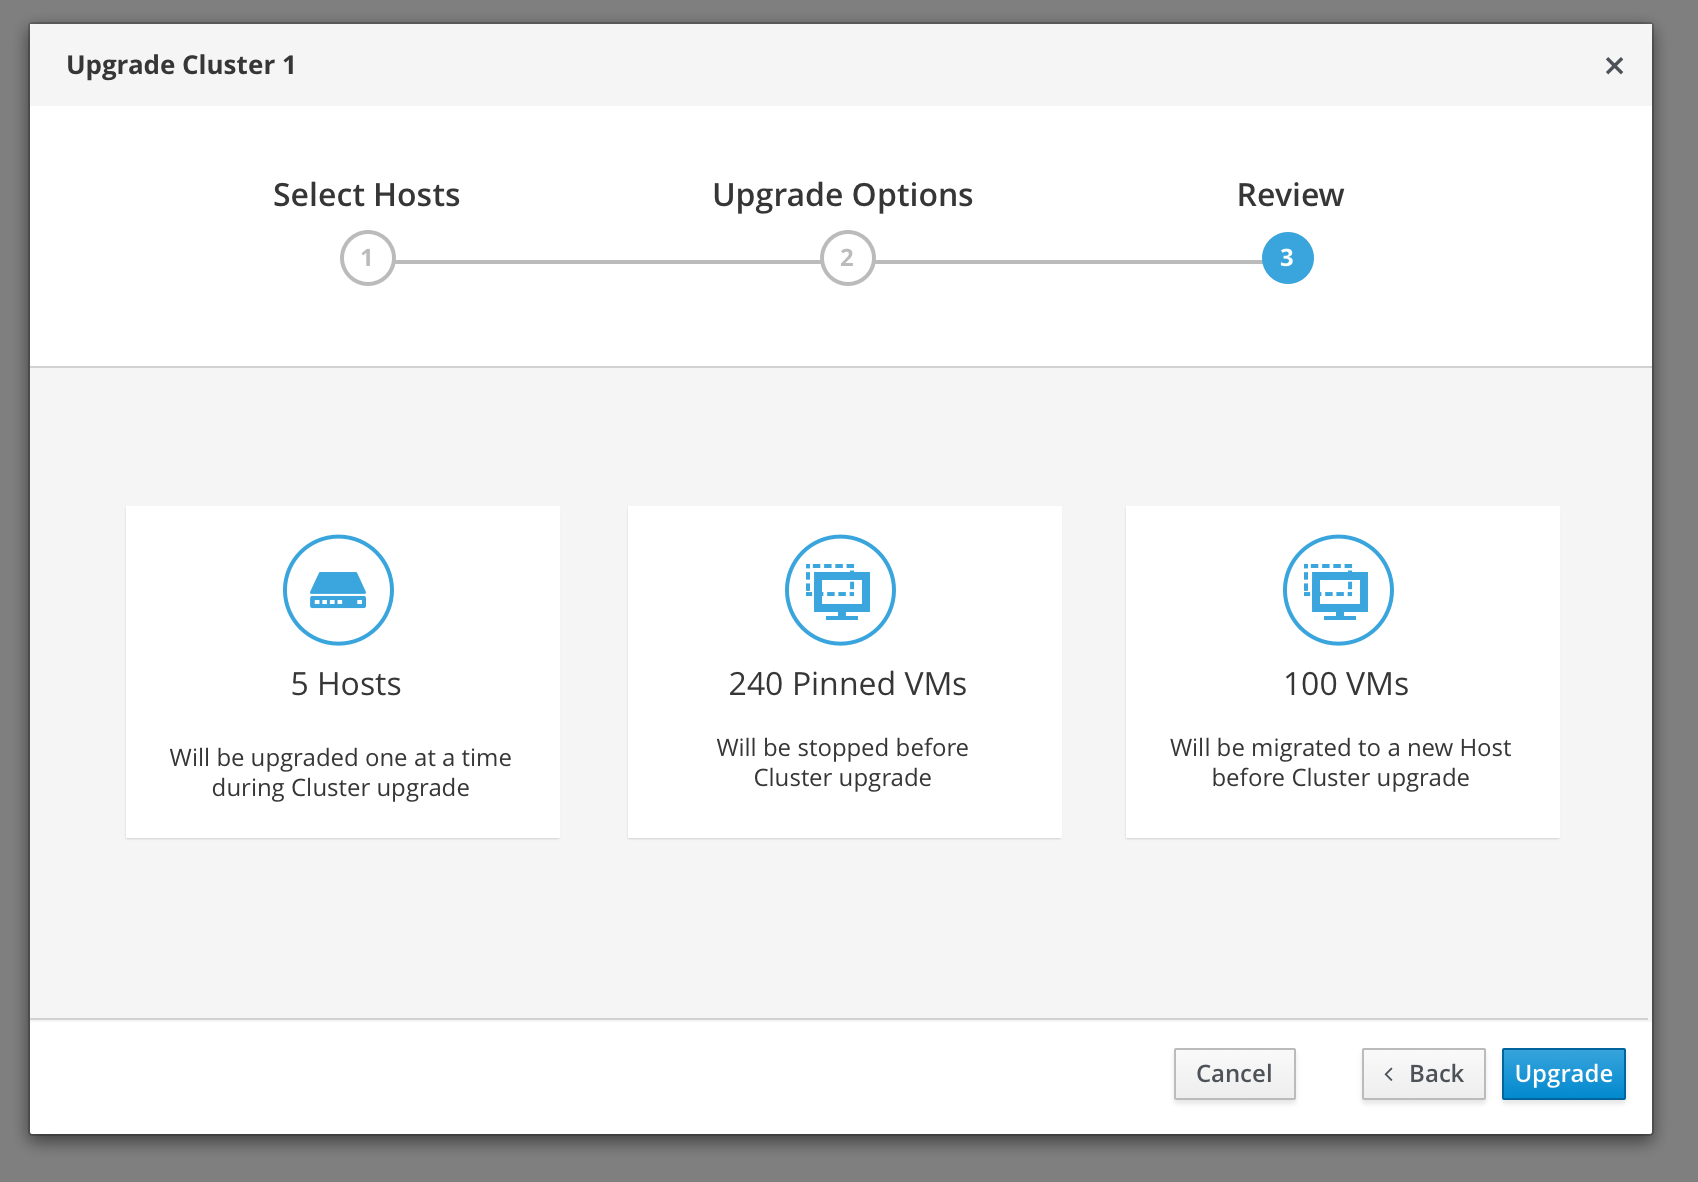 Upgrade Cluster 1
Select Hosts
Upgrade Options
Review
1
2
3
5 Hosts
Will be upgraded one at a time
during Cluster upgrade
240 Pinned VMs
Will be stopped before
Cluster upgrade
100 VMs
Will be migrated to a new Host
before Cluster upgrade
Cancel
Back
Upgrade